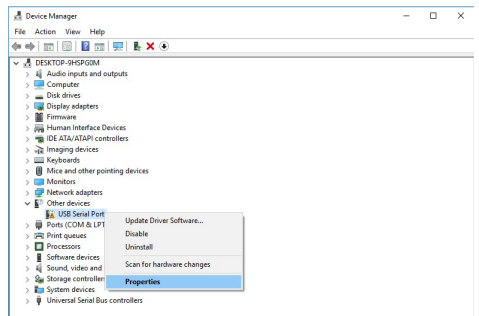 Device Manager
File Action View Help
DESKTOP-9HSPG0M
Audio inputs and outputs
Computer
Disk drives
Display adapters
Firmware
Human Interface Devices
IDE ATA/ATAPI controllers
Imaging devices
Keyboards
Mice and other pointing devices
Monitors
Network adapters
Other devices
USB Serial Port
Ports (COM & LPT
Print queues
Processors
Software devices
Sound, video and
Storage controller
System devices
Universal Serial Bus controllers
Update Driver Software...
Disable
Uninstall
Scan for hardware changes
Properties